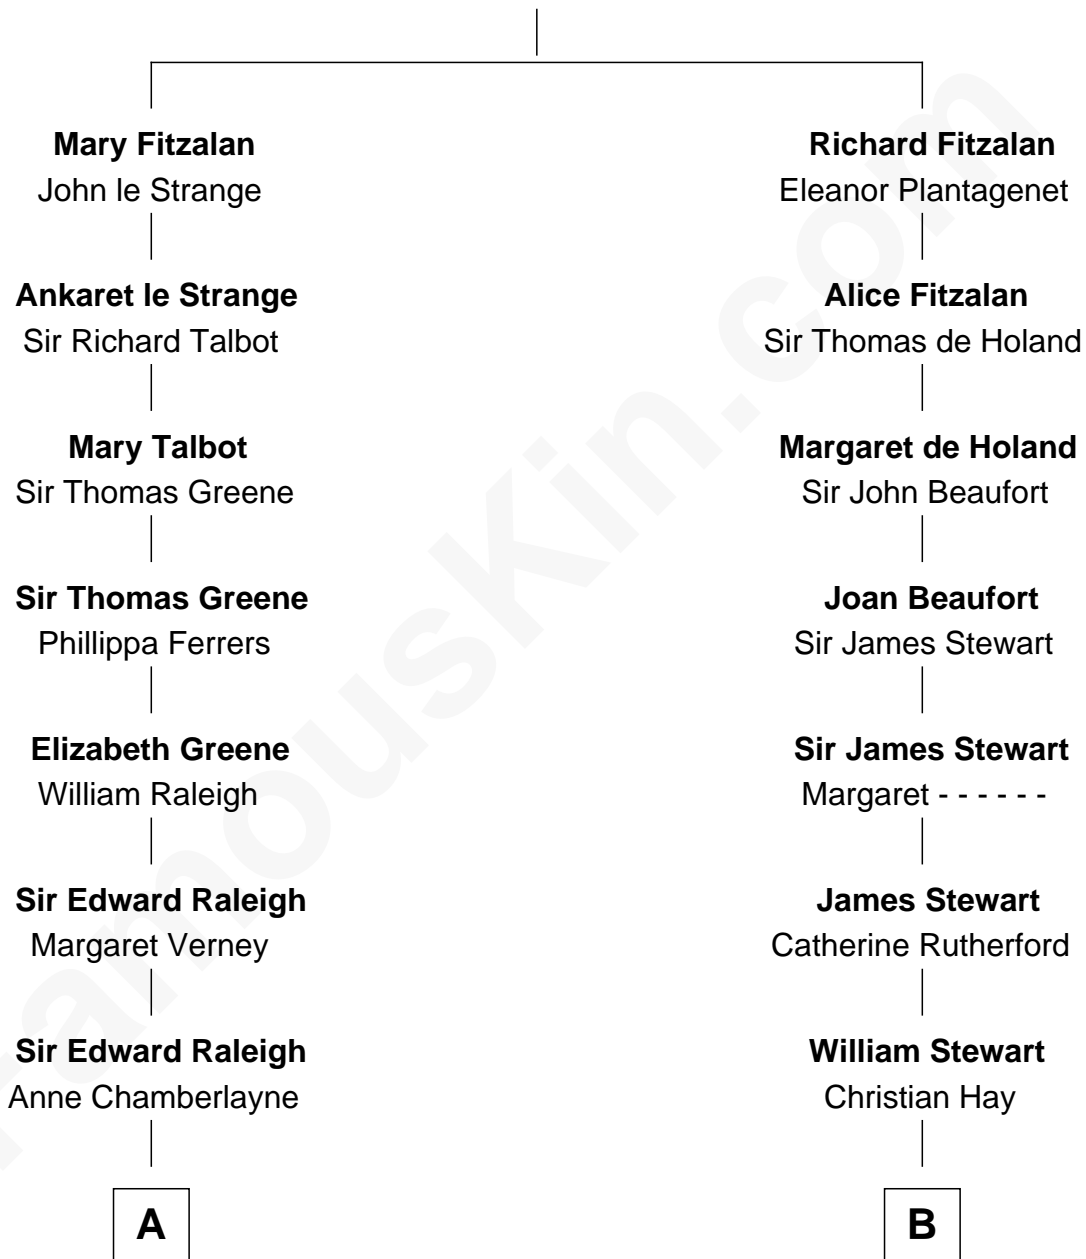 Mary Fitzalan
John le Strange
Ankaret le Strange
Sir Richard Talbot
Mary Talbot
Sir Thomas Greene
Sir Thomas Greene
Phillippa Ferrers
Elizabeth Greene
William Raleigh
Sir Edward Raleigh
Margaret Verney
Sir Edward Raleigh
Anne Chamberlayne
A
Richard Fitzalan
Eleanor Plantagenet
Alice Fitzalan
Sir Thomas de Holand
Margaret de Holand
Sir John Beaufort
Joan Beaufort
Sir James Stewart
Sir James Stewart
Margaret - - - - - -
James Stewart
Catherine Rutherford
William Stewart
Christian Hay
B
FamousKin.com